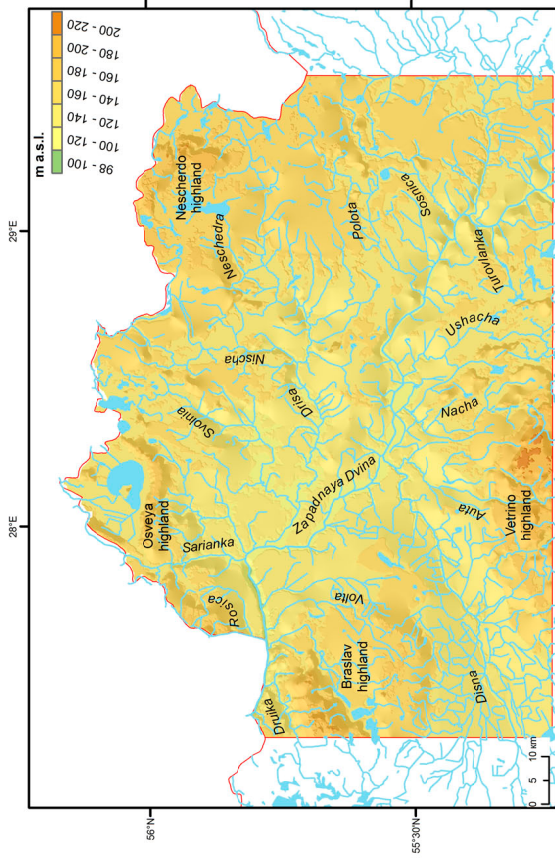 m a.s.l.
200 - 220
180 - 200
160 - 180
140 - 160
120 - 140
100 - 120
98 - 100
29°E
28°E
56°N
55°30'N
Nescherdo
highland
Neschedra
Polota
Sosnica
Turovlanka
Ushacha
Nischa
Drisa
Svolnia
Nacha
Osveya
highland
Sarianka
Zapadnaya Dvina
Auta
Vetrino
highland
Rosica
Volta
Braslav
highland
Druika
Disna
0 5 10 км